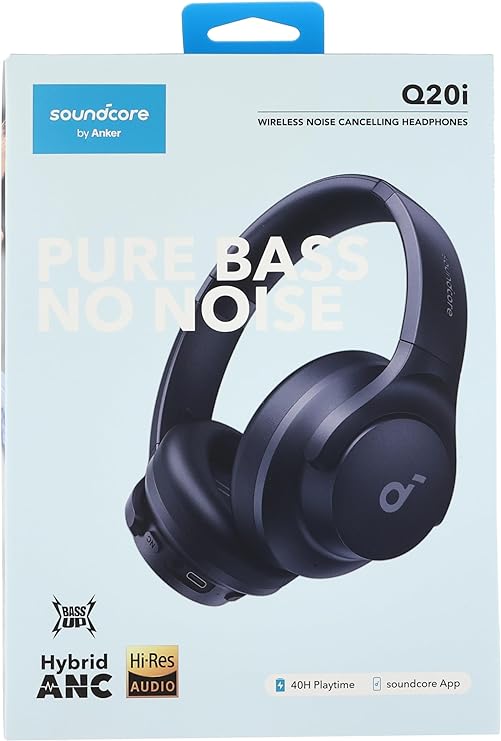 soundcore
by Anker
Q20i
WIRELESS NOISE CANCELLING HEADPHONES
PURE BASS
NO NOISE
soundcore
NC
BASS
UP
Hybrid
ANC
Hi-Res
AUDIO
40H Playtime
soundcore App